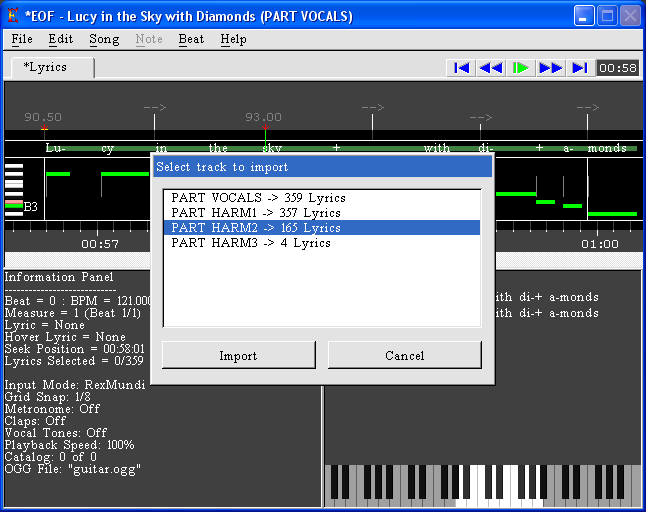 *EOF - Lucy in the Sky with Diamonds (PART VOCALS)
File Edit Song Note Beat Help
*Lyrics
00:58
90.50 --> 93.00 --> -->
Lu- cy in the sky + with di- + a- monds
B3
00:57 01:00
Select track to import
PART VOCALS -> 359 Lyrics
PART HARM1 -> 357 Lyrics
PART HARM2 -> 165 Lyrics
PART HARM3 -> 4 Lyrics
Import Cancel
Information Panel
----------------------------
Beat = 0 : BPM = 121.000
Measure = 1 (Beat 1/1)
Lyric = None
Hover Lyric = None
Seek Position = 00:58:01
Lyrics Selected = 0/359
Input Mode: RexMundi
Grid Snap: 1/8
Metronome: Off
Claps: Off
Vocal Tones: Off
Playback Speed: 100%
Catalog: 0 of 0
OGG File: "guitar.ogg"
ith di-+ a-monds
ith di-+ a-monds